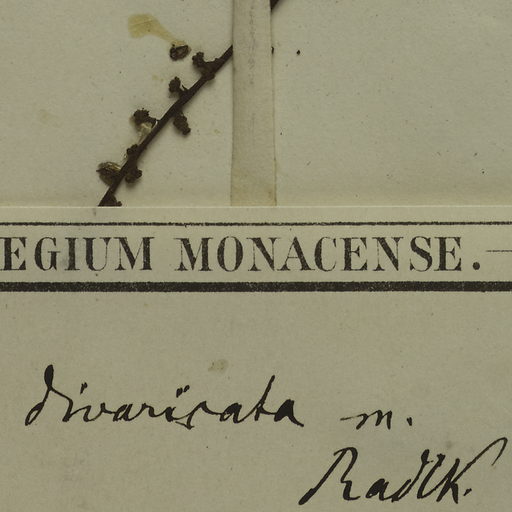 EGIUM MONACENSE.
divaricata m.
Radlk.